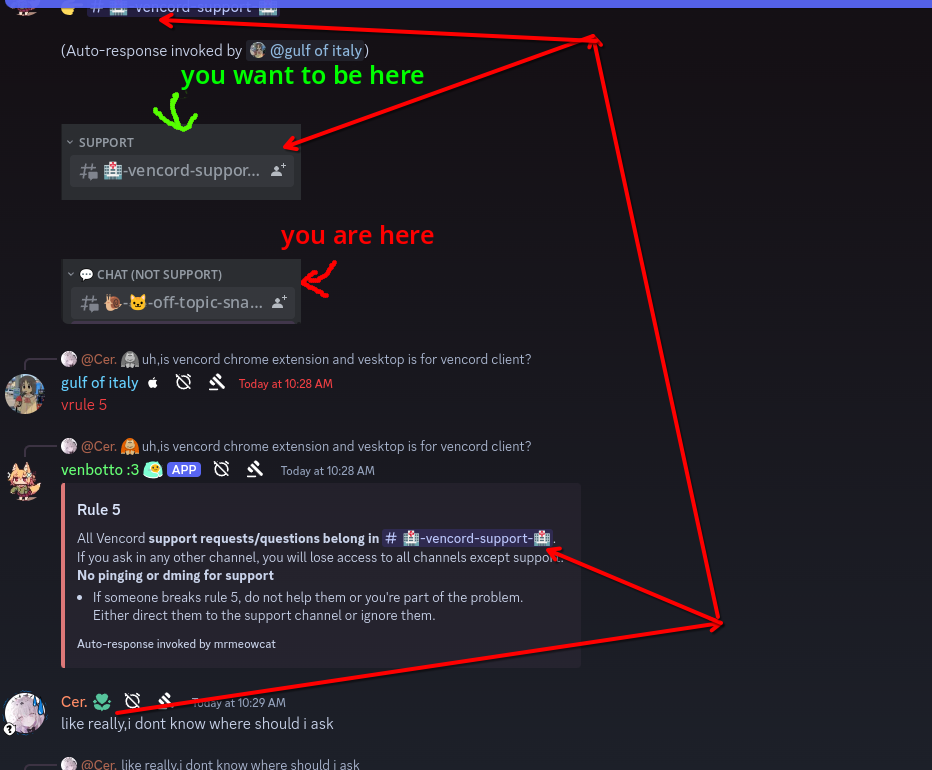 # 🏥-vencord-support-🏥
(Auto-response invoked by @gulf of italy)
you want to be here
SUPPORT
🏥-vencord-suppor...
you are here
💬 CHAT (NOT SUPPORT)
🐌-🐱-off-topic-sna...
@Cer. uh,is vencord chrome extension and vesktop is for vencord client?
gulf of italy Today at 10:28 AM
vrule 5
@Cer. uh,is vencord chrome extension and vesktop is for vencord client?
venbotto :3 APP Today at 10:28 AM
Rule 5
All Vencord support requests/questions belong in # 🏥-vencord-support-🏥.
If you ask in any other channel, you will lose access to all channels except support.
No pinging or dming for support
• If someone breaks rule 5, do not help them or you're part of the problem.
Either direct them to the support channel or ignore them.
Auto-response invoked by mrmeowcat
Cer. Today at 10:29 AM
like really,i dont know where should i ask
@Cer. like really,i dont know where should i ask